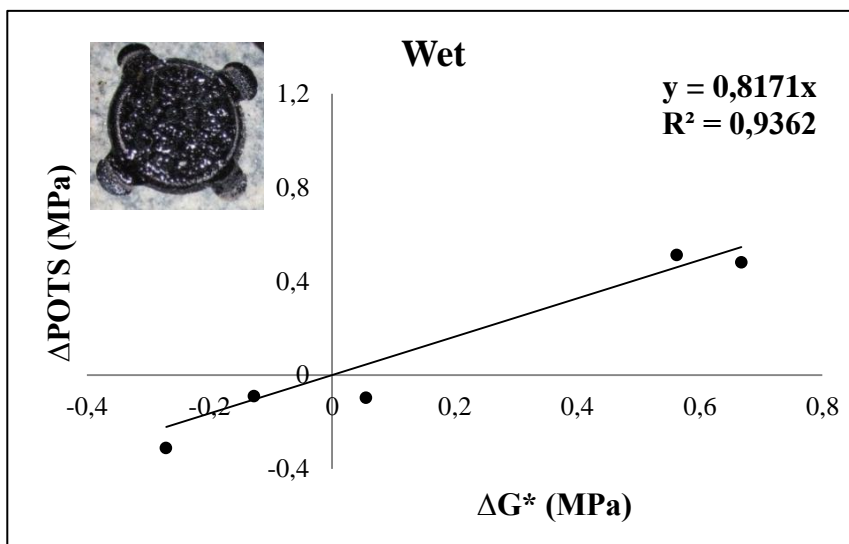 Wet
y = 0,8171x
R² = 0,9362
1,2
0,8
0,4
0
-0,4
-0,4
-0,2
0
0,2
0,4
0,6
0,8
ΔPOTS (MPa)
ΔG* (MPa)